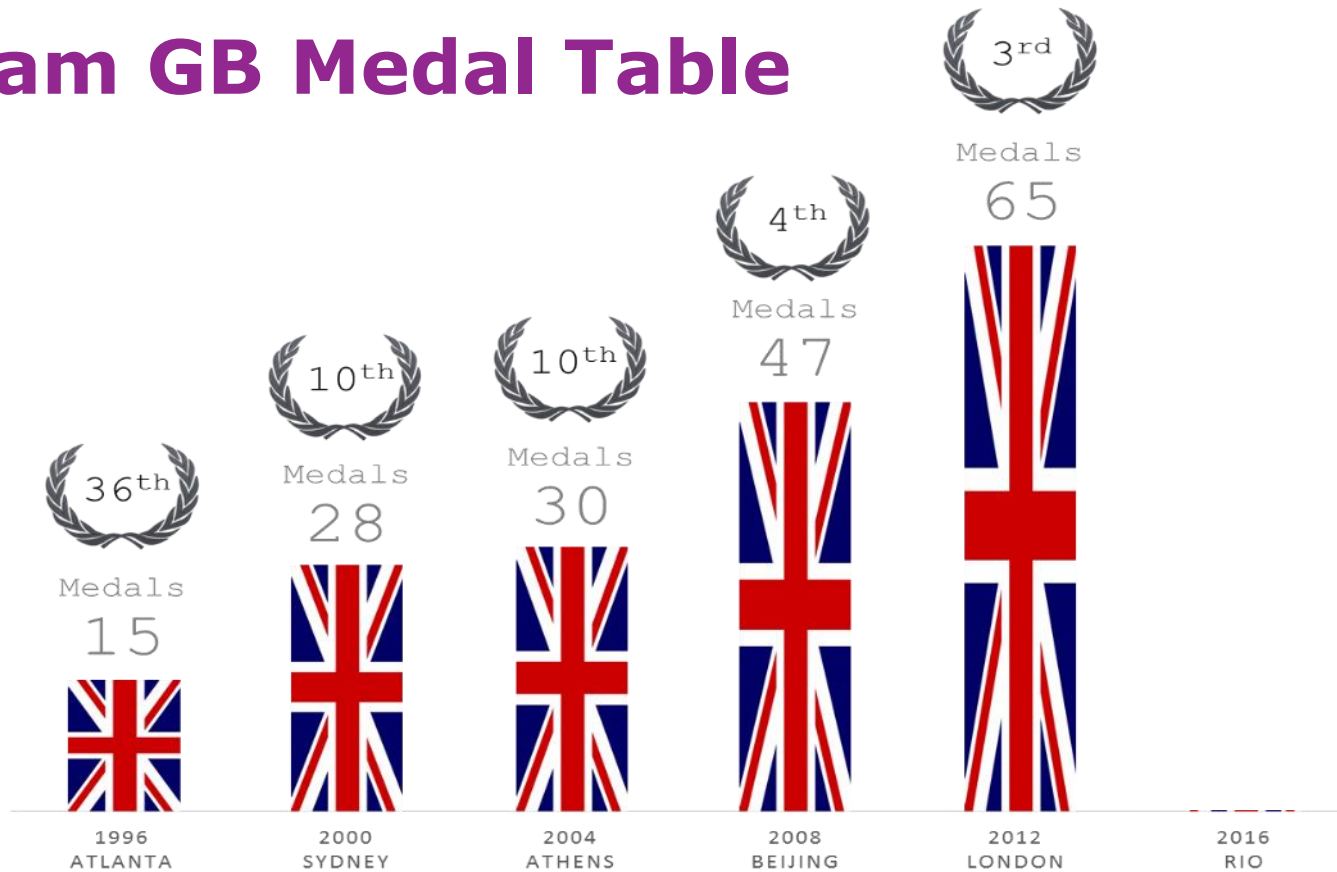 am GB Medal Table
36th
Medals
15
10th
Medals
28
10th
Medals
30
4th
Medals
47
3rd
Medals
65
1996
ATLANTA
2000
SYDNEY
2004
ATHENS
2008
BEIJING
2012
LONDON
2016
RIO